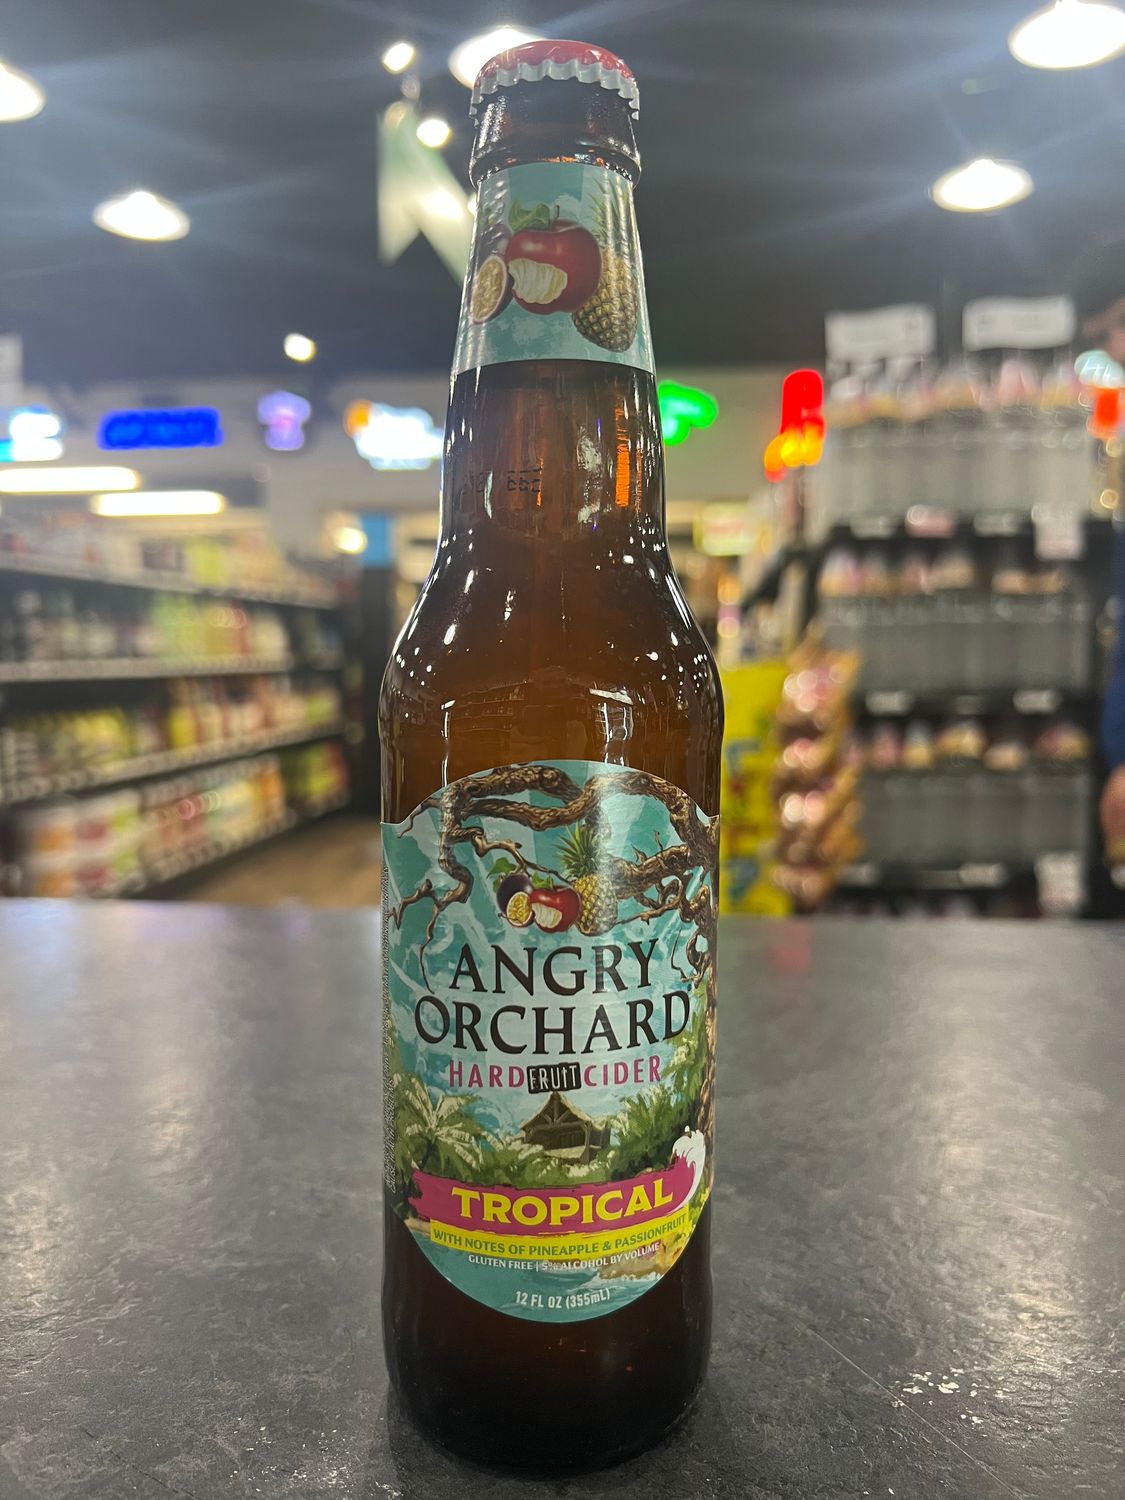 ANGRY
ORCHARD
HARD FRUIT CIDER
TROPICAL
WITH NOTES OF PINEAPPLE & PASSIONFRUIT
GLUTEN FREE | 5% ALCOHOL BY VOLUME
12 FL OZ (355mL)